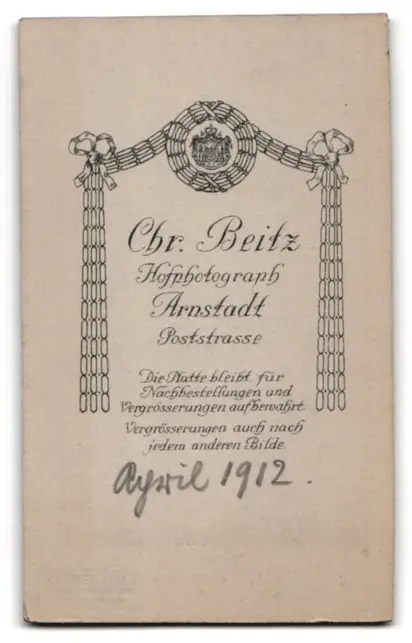 Chr. Beitz
Hofphotograph
Arnstadt
Poststrasse
Die Platte bleibt für
Nachbestellungen und
Vergrösserungen aufbewahrt.
Vergrösserungen auch nach
jedem anderen Bilde
April 1912.